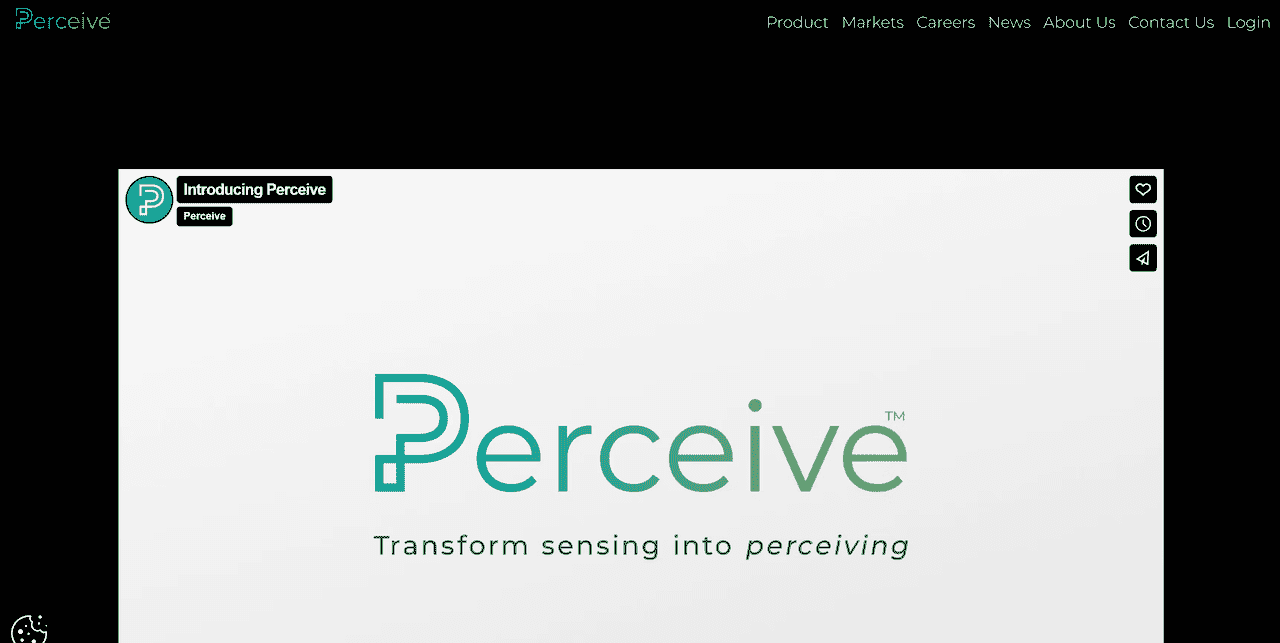 Perceive
Product Markets Careers News About Us Contact Us Login
Introducing Perceive
Perceive
Perceive™
Transform sensing into perceiving